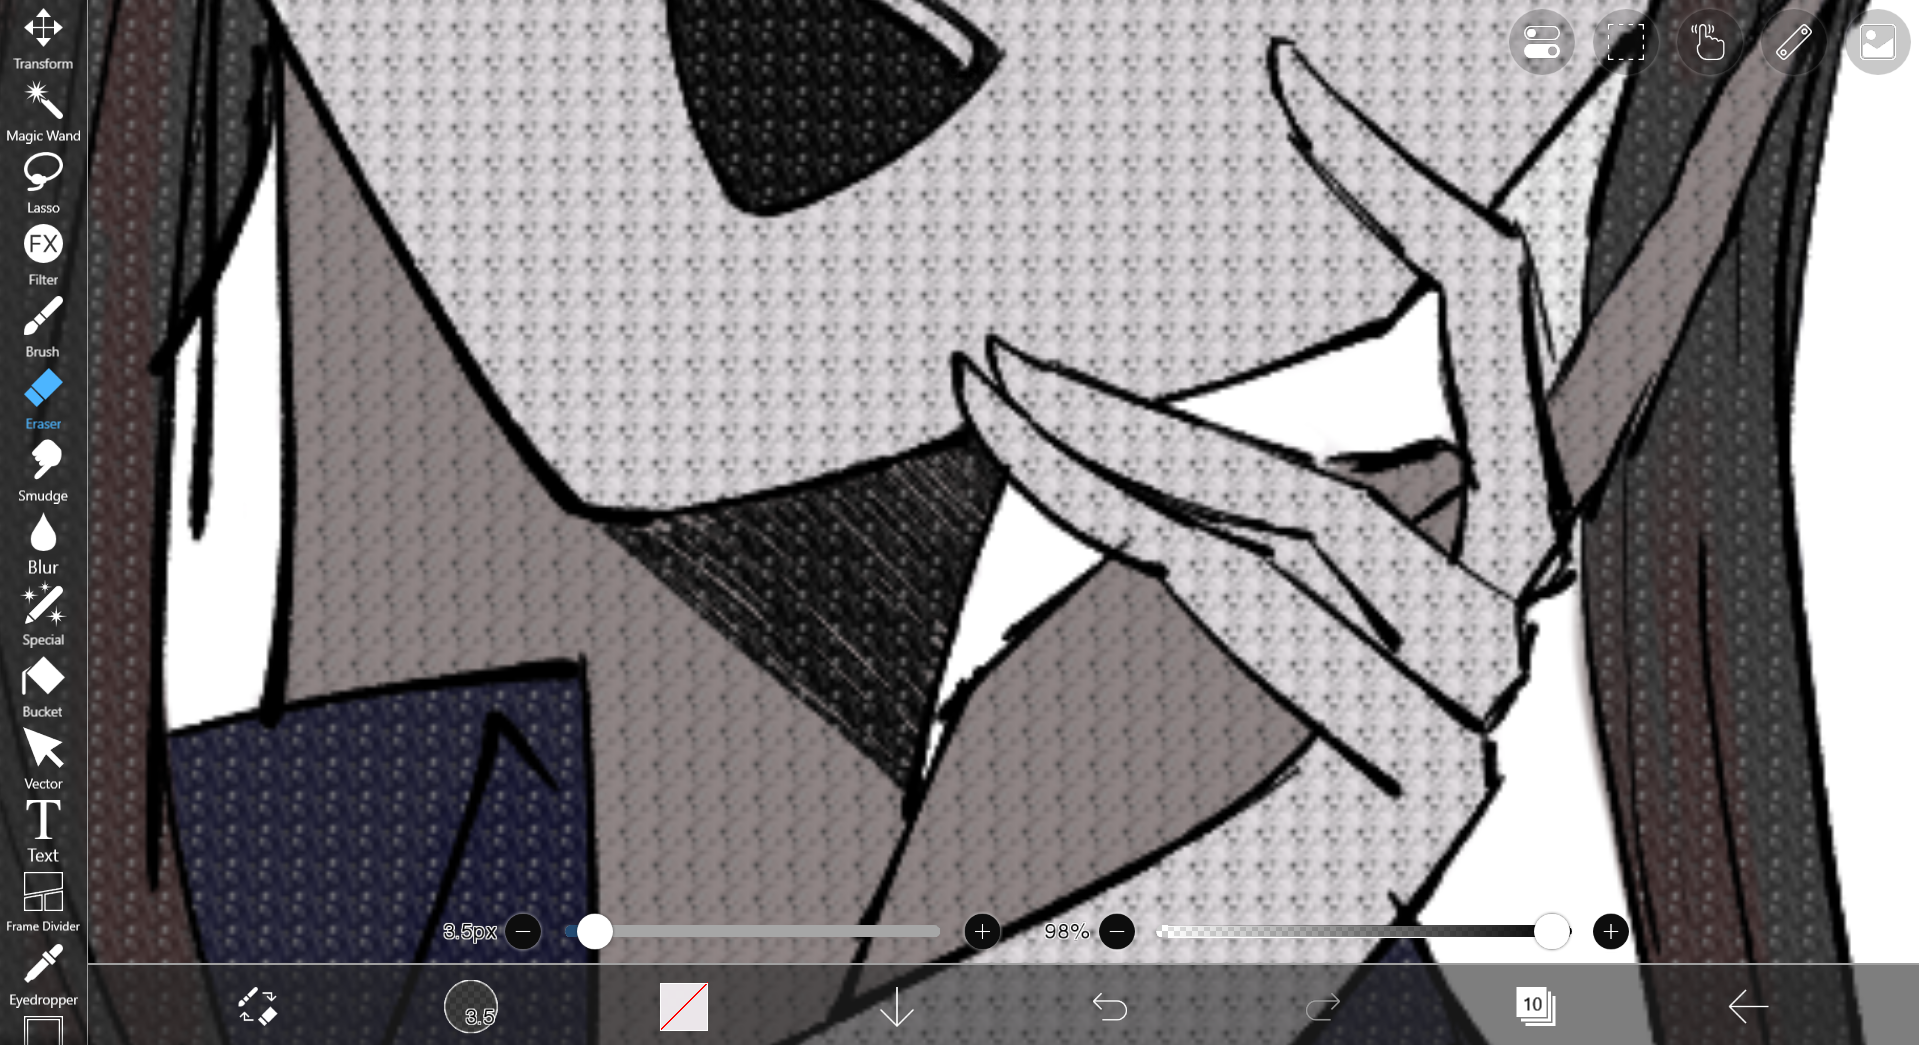 Transform
Magic Wand
Lasso
FX
Filter
Brush
Eraser
Smudge
Blur
Special
Bucket
Vector
T
Text
Frame Divider
Eyedropper
3.5px
98%
3.5
10